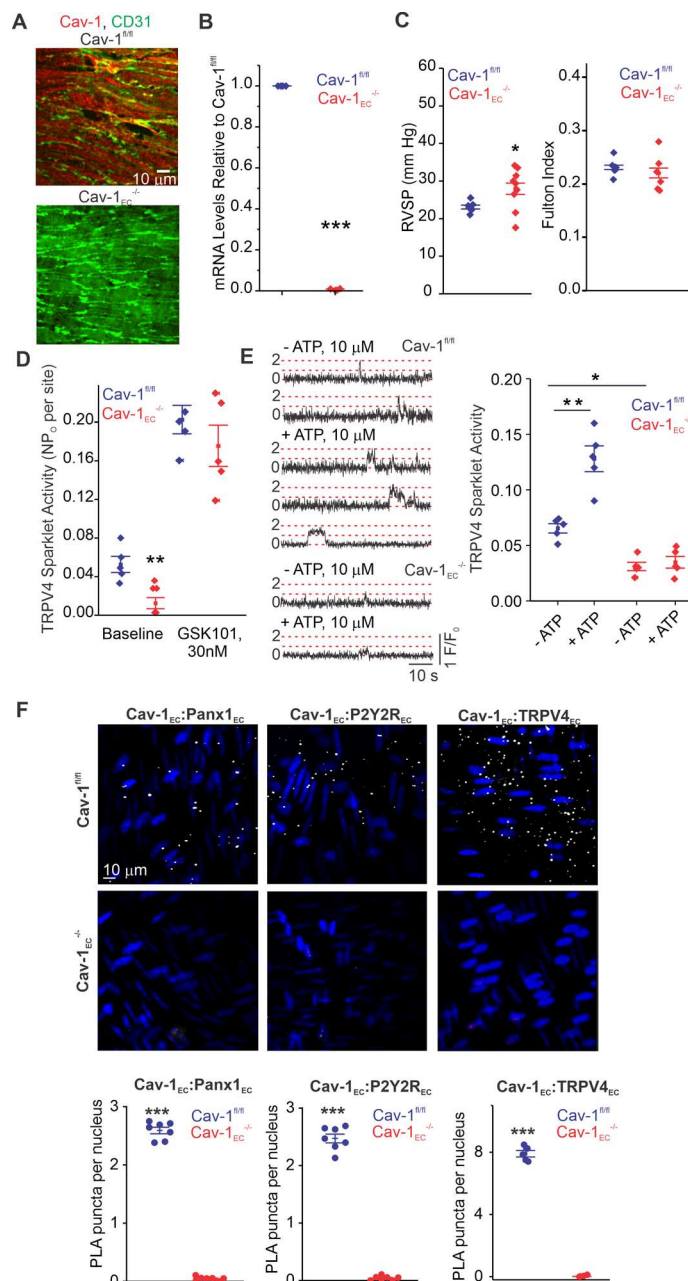 A
Cav-1, CD31
Cav-1fl/fl
10 μm
Cav-1EC-/-
B
mRNA Levels Relative to Cav-1fl/fl
1.0
0.8
0.6
0.4
0.2
0.0
Cav-1fl/fl
Cav-1EC-/-
***
C
RVSP (mm Hg)
60
50
40
30
20
10
0
Cav-1fl/fl
Cav-1EC-/-
*
Fulton Index
0.4
0.3
0.2
0.1
0.0
Cav-1fl/fl
Cav-1EC-/-
D
TRPV4 Sparklet Activity (NPO per site)
0.20
0.16
0.12
0.08
0.04
0.00
Cav-1fl/fl
Cav-1EC-/-
**
Baseline
GSK101,
30nM
E
- ATP, 10 μM
Cav-1fl/fl
2
0
2
0
+ ATP, 10 μM
2
0
2
0
2
0
- ATP, 10 μM
Cav-1EC-/-
2
0
+ ATP, 10 μM
2
0
1 F/F0
10 s
TRPV4 Sparklet Activity
0.20
0.15
0.10
0.05
0.00
*
**
Cav-1fl/fl
Cav-1EC-/-
- ATP
+ ATP
- ATP
+ ATP
F
Cav-1EC:Panx1EC
Cav-1EC:P2Y2REC
Cav-1EC:TRPV4EC
Cav-1fl/fl
10 μm
Cav-1EC-/-
Cav-1EC:Panx1EC
PLA puncta per nucleus
3
2
1
0
***
Cav-1fl/fl
Cav-1EC-/-
Cav-1EC:P2Y2REC
PLA puncta per nucleus
3
2
1
0
***
Cav-1fl/fl
Cav-1EC-/-
Cav-1EC:TRPV4EC
PLA puncta per nucleus
8
4
0
***
Cav-1fl/fl
Cav-1EC-/-